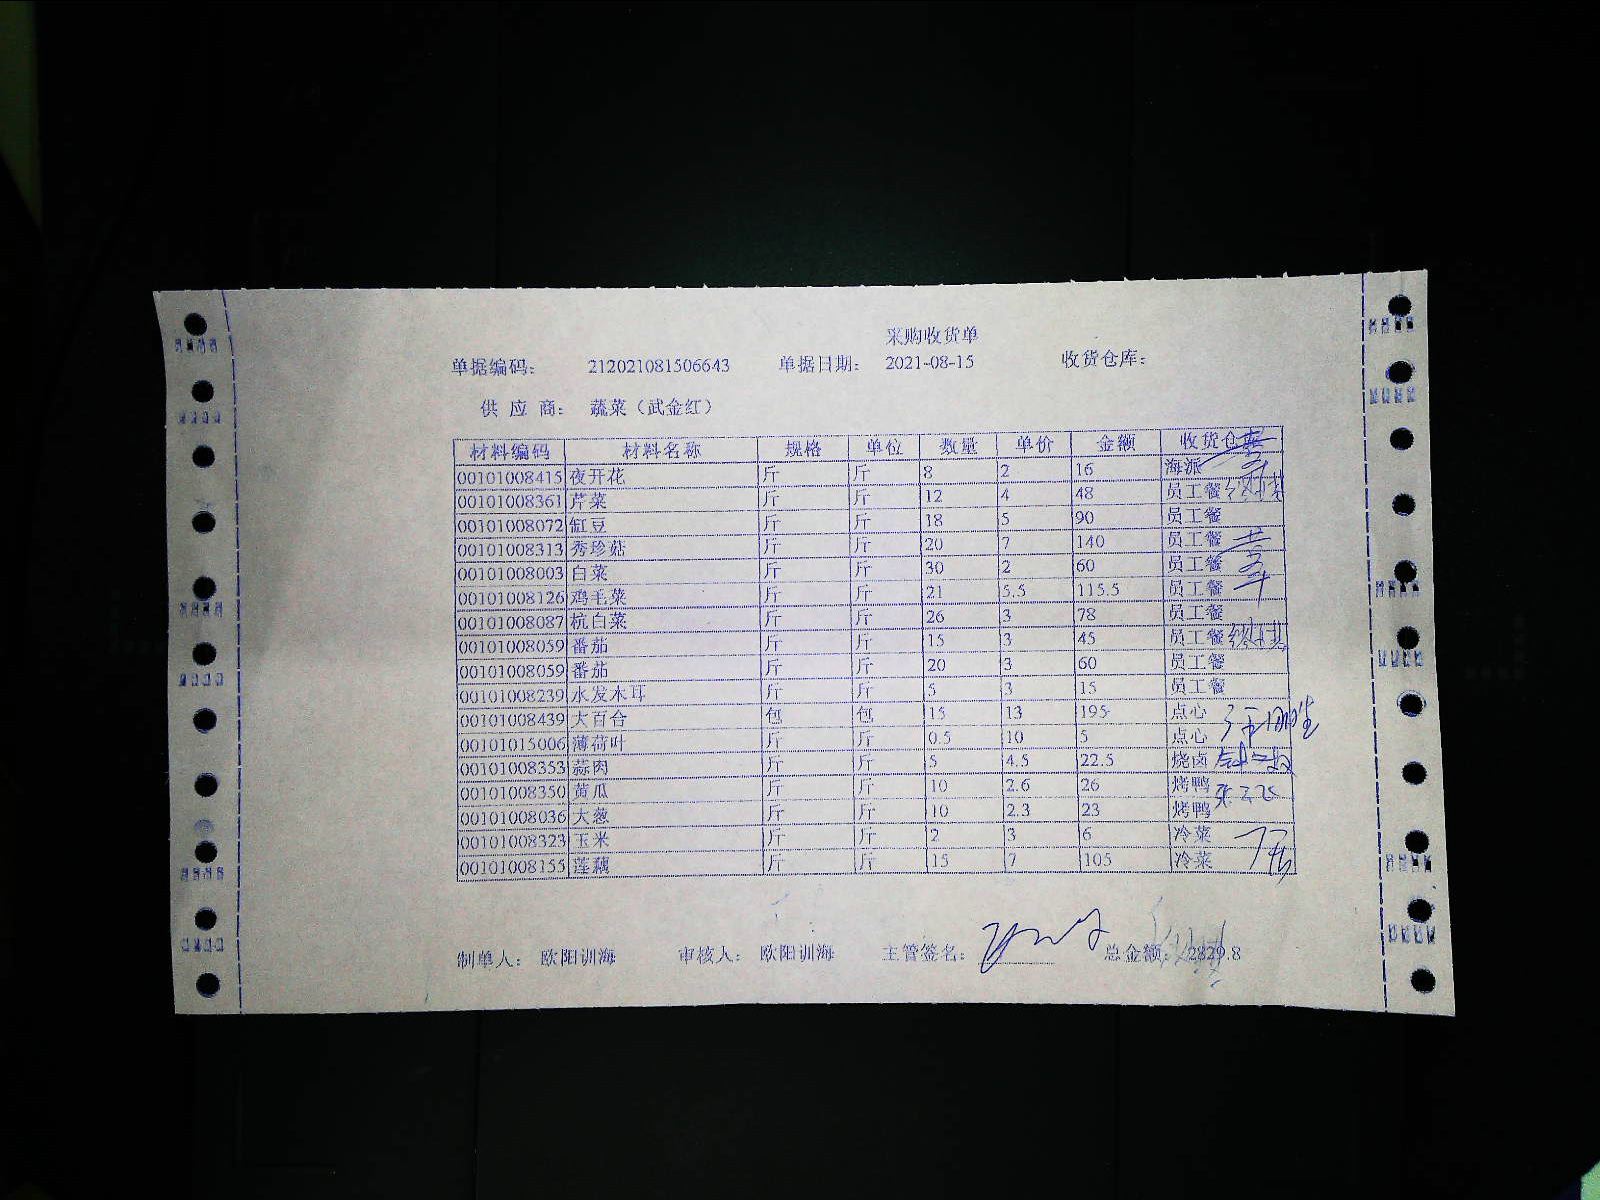 采购收货单
单据编码: 212021081506643 单据日期: 2021-08-15 收货仓库:
供 应 商: 蔬菜（武金红）
材料编码 材料名称 规格 单位 数量 单价 金额 收货仓库
00101008415 夜开花 斤 斤 8 2 16 海派
00101008361 芹菜 斤 斤 12 4 48 员工餐
00101008072 缸豆 斤 斤 18 5 90 员工餐
00101008313 秀珍菇 斤 斤 20 7 140 员工餐
00101008003 白菜 斤 斤 30 2 60 员工餐
00101008126 鸡毛菜 斤 斤 21 5.5 115.5 员工餐
00101008087 杭白菜 斤 斤 26 3 78 员工餐
00101008059 番茄 斤 斤 15 3 45 员工餐
00101008059 番茄 斤 斤 20 3 60 员工餐
00101008239 水发木耳 斤 斤 5 3 15 员工餐
00101008439 大百合 包 包 15 13 195 点心
00101015006 薄荷叶 斤 斤 0.5 10 5 点心
00101008353 蒜肉 斤 斤 5 4.5 22.5 烧卤
00101008350 黄瓜 斤 斤 10 2.6 26 烤鸭
00101008036 大葱 斤 斤 10 2.3 23 烤鸭
00101008323 玉米 斤 斤 2 3 6 冷菜
00101008155 莲藕 斤 斤 15 7 105 冷菜
制单人: 欧阳训海 审核人: 欧阳训海 主管签名: 总金额: 2829.8